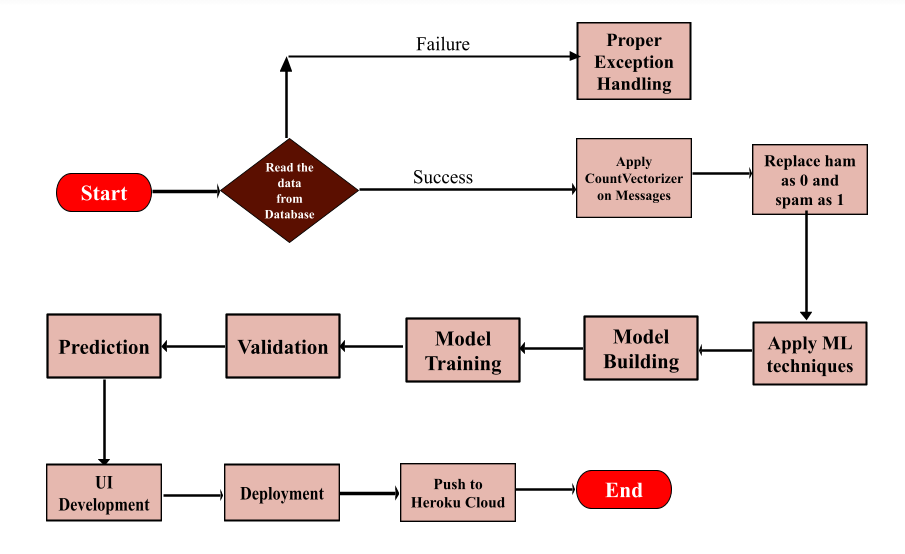 Failure
Proper
Exception
Handling
Start
Read the
data
from
Database
Success
Apply
CountVectorizer
on Messages
Replace ham
as 0 and
spam as 1
Prediction
Validation
Model
Training
Model
Building
Apply ML
techniques
UI
Development
Deployment
Push to
Heroku Cloud
End